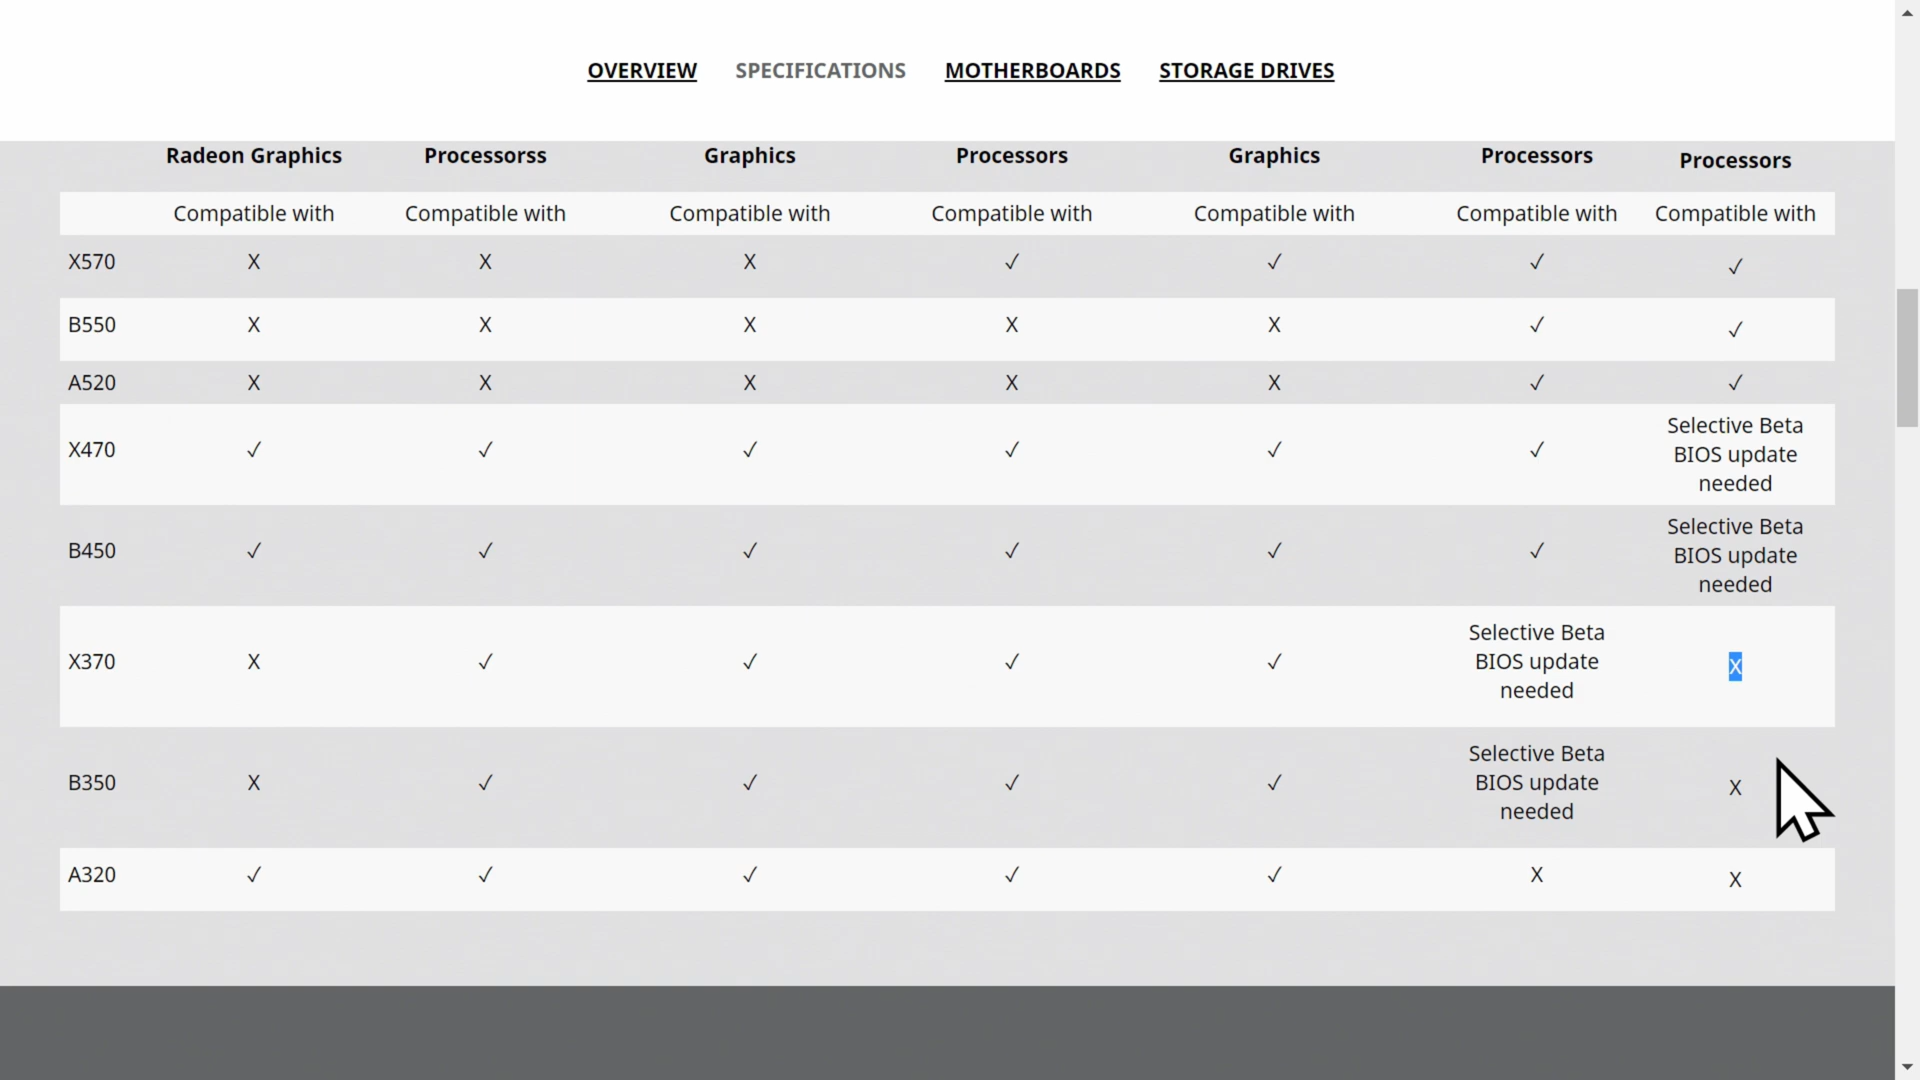 OVERVIEW SPECIFICATIONS MOTHERBOARDS STORAGE DRIVES
Radeon Graphics Processorss Graphics Processors Graphics Processors Processors
Compatible with Compatible with Compatible with Compatible with Compatible with Compatible with Compatible with
X570 X X X ✓ ✓ ✓ ✓
B550 X X X X X ✓ ✓
A520 X X X X X ✓ ✓
X470 ✓ ✓ ✓ ✓ ✓ ✓ Selective Beta
BIOS update
needed
B450 ✓ ✓ ✓ ✓ ✓ ✓ Selective Beta
BIOS update
needed
X370 X ✓ ✓ ✓ ✓ Selective Beta
BIOS update
needed
X
B350 X ✓ ✓ ✓ ✓ Selective Beta
BIOS update
needed
X
A320 ✓ ✓ ✓ ✓ ✓ X X